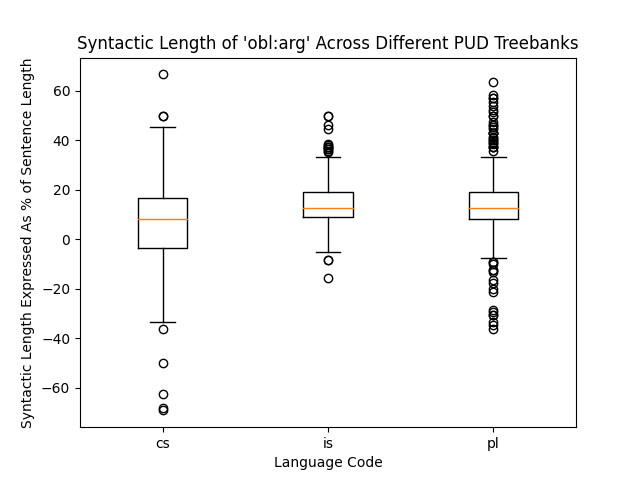 Syntactic Length of 'obl:arg' Across Different PUD Treebanks
Syntactic Length Expressed As % of Sentence Length
60
40
20
0
−20
−40
−60
cs
is
pl
Language Code